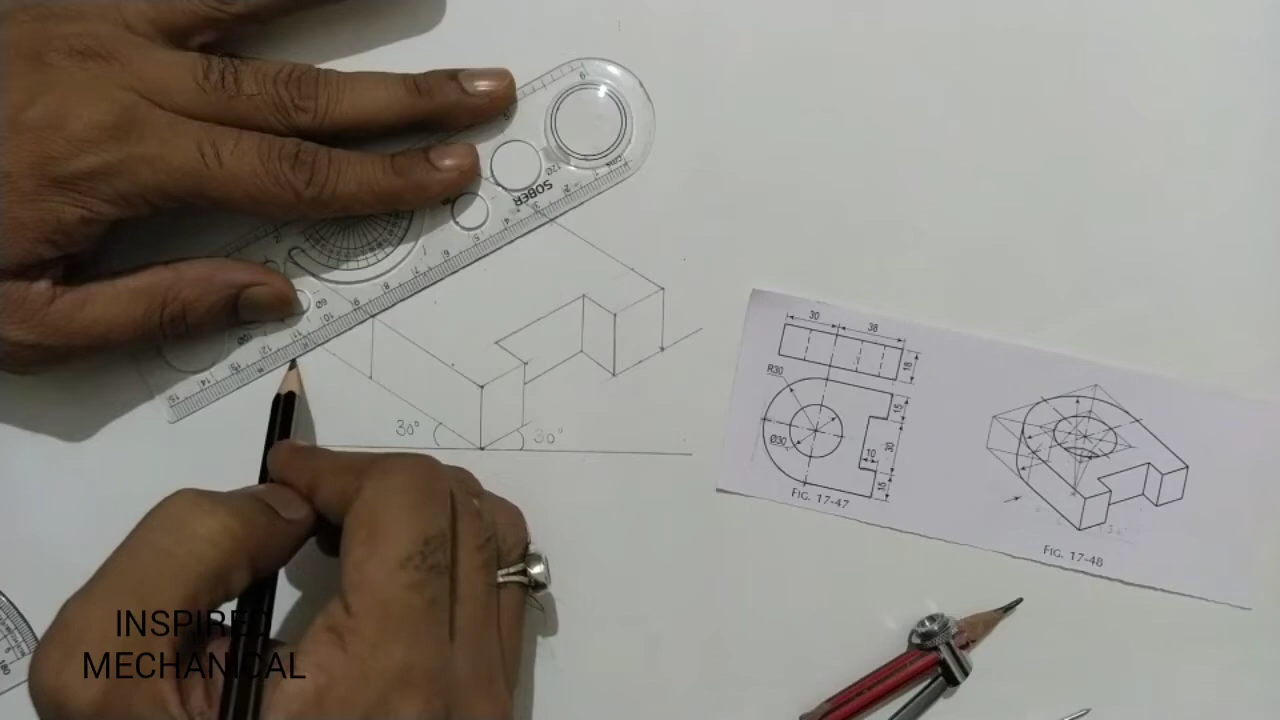 SOBER
30
38
18
R30
15
Ø30
10
30
15
FIG. 17-47
FIG. 17-48
30°
30°
INSPIRED
MECHANICAL